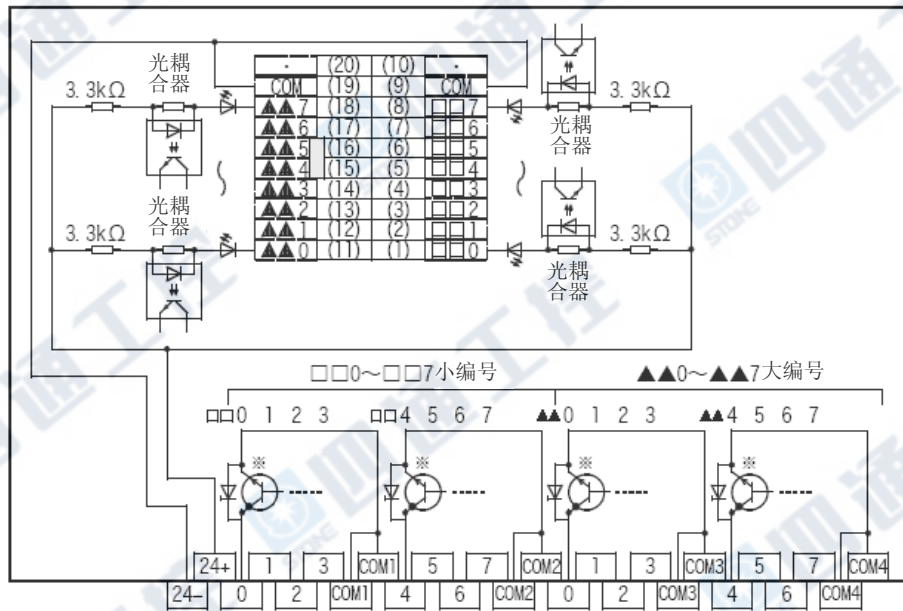 光耦
合器
3.3kΩ
· (20) (10) ·
COM (19) (9) COM
▲▲7 (18) (8) □□7
▲▲6 (17) (7) □□6
▲▲5 (16) (6) □□5
▲▲4 (15) (5) □□4
▲▲3 (14) (4) □□3
▲▲2 (13) (3) □□2
▲▲1 (12) (2) □□1
▲▲0 (11) (1) □□0
3.3kΩ
光耦
合器
光耦
合器
3.3kΩ
3.3kΩ
光耦
合器
□□0～□□7小编号
▲▲0～▲▲7大编号
□□0 1 2 3
□□4 5 6 7
▲▲0 1 2 3
▲▲4 5 6 7
※ ※ ※ ※
24+ 1 3 COM1 5 7 COM2 1 3 COM3 5 7 COM4
24− 0 2 COM1 4 6 COM2 0 2 COM3 4 6 COM4
四通工控
STONE